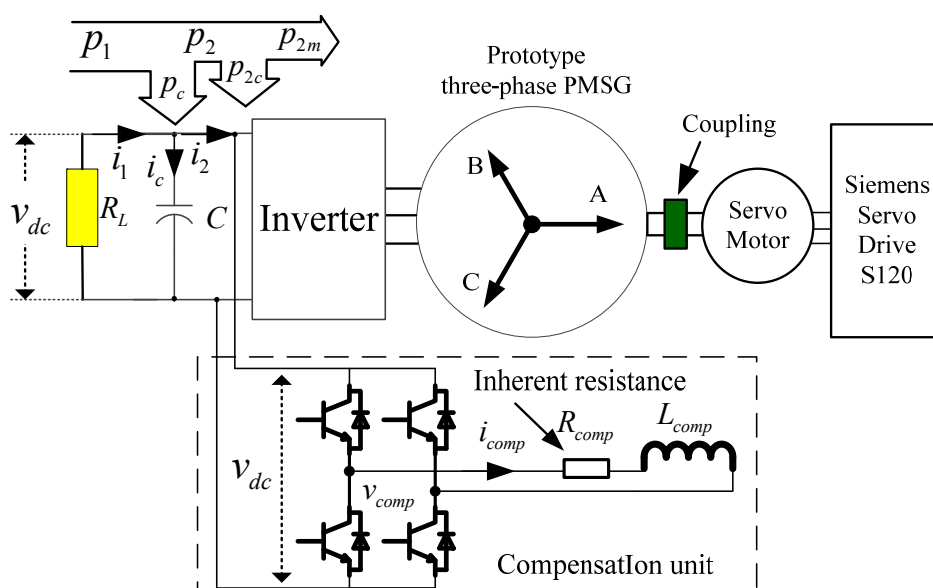 p1
p2
p2m
pc
p2c
Prototype
three-phase PMSG
Coupling
i1
ic
i2
vdc
RL
C
Inverter
B
A
C
Servo
Motor
Siemens
Servo
Drive
S120
Inherent resistance
icomp
Rcomp
Lcomp
vdc
vcomp
CompensatIon unit